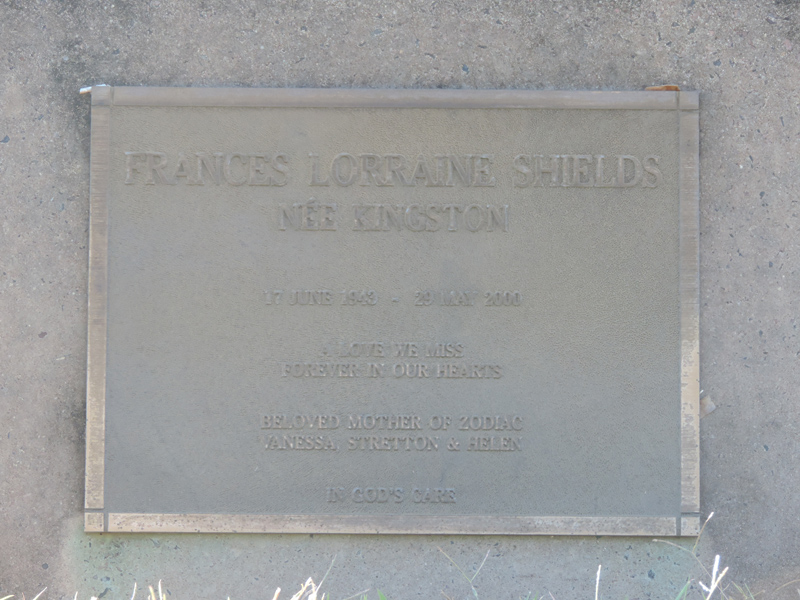 FRANCES LORRAINE SHIELDS
NÉE KINGSTON
17 JUNE 1943 - 29 MAY 2000
A LOVE WE MISS
FOREVER IN OUR HEARTS
BELOVED MOTHER OF ZODIAC
VANESSA, STRETTON & HELEN
IN GOD'S CARE